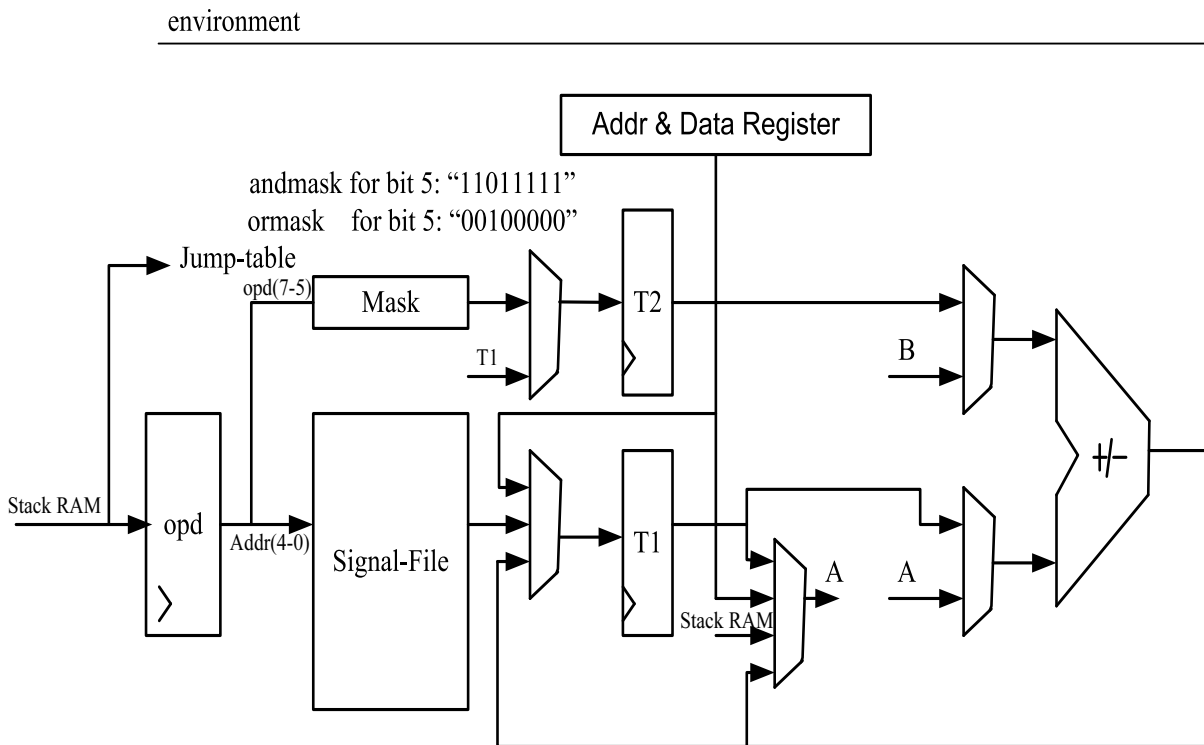 environment
Addr & Data Register
andmask for bit 5: “11011111”
ormask for bit 5: “00100000”
Jump-table
opd(7-5)
Mask
T2
T1
B
Stack RAM
opd
Addr(4-0)
Signal-File
T1
+/-
A
A
Stack RAM